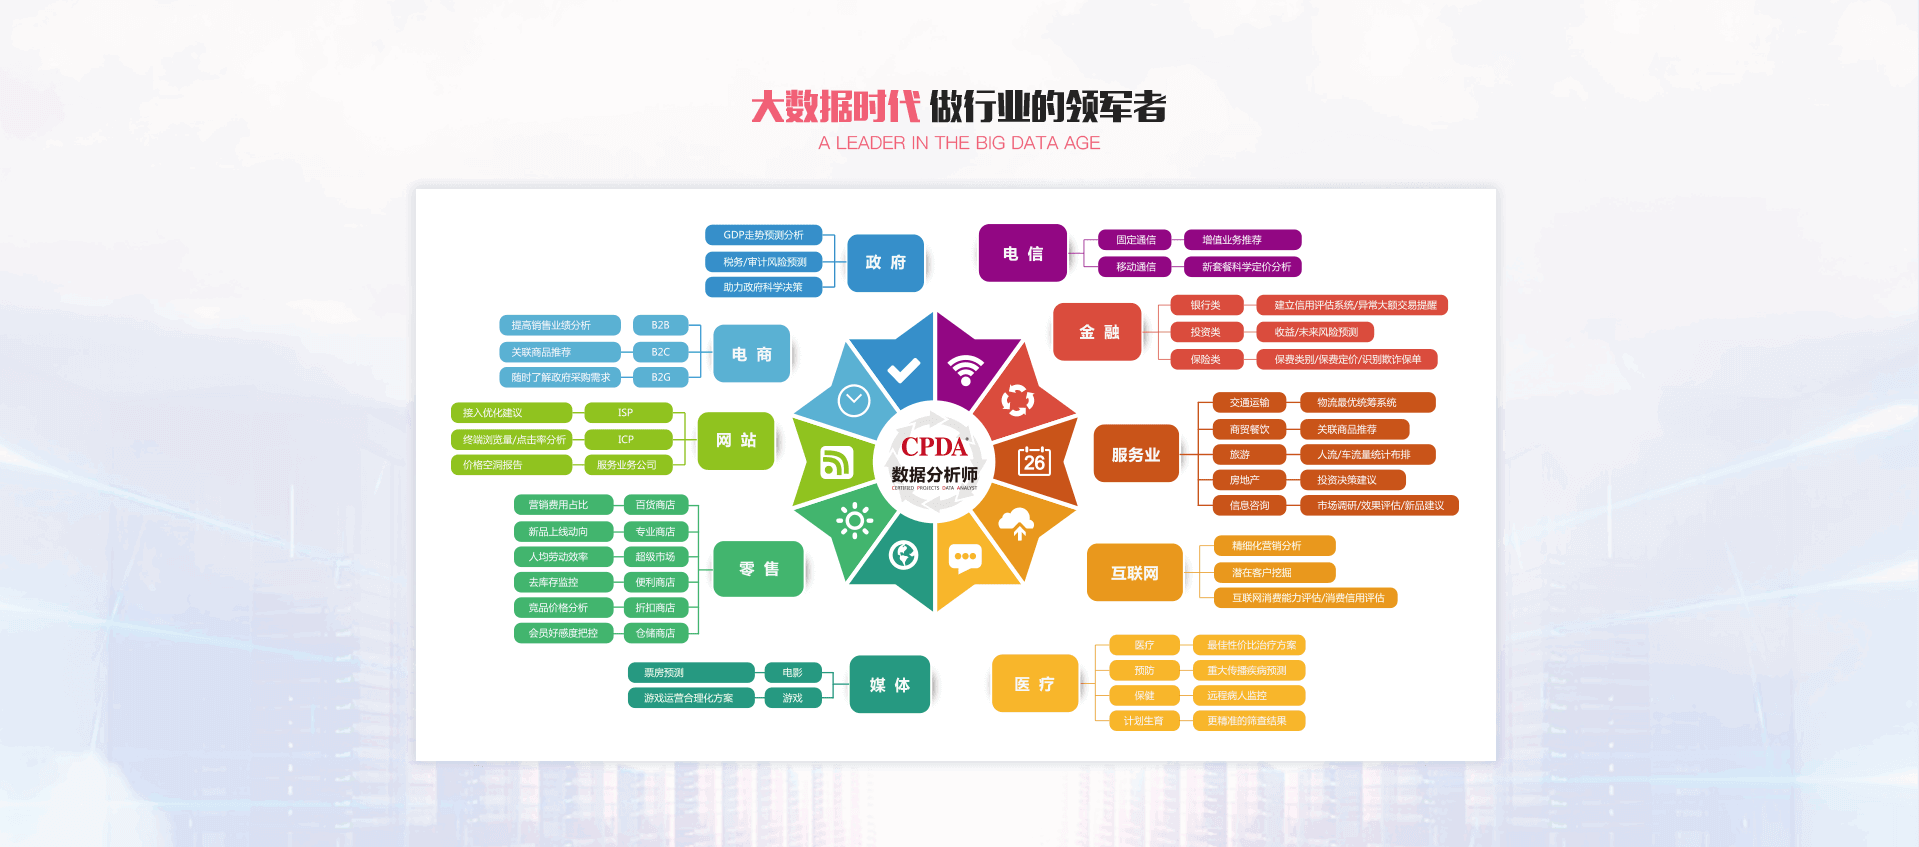 大数据时代 做行业的领军者
A LEADER IN THE BIG DATA AGE
GDP走势预测分析
税务/审计风险预测
助力政府科学决策
政 府
电 信
固定通信
增值业务推荐
移动通信
新套餐科学定价分析
提高销售业绩分析
B2B
关联商品推荐
B2C
随时了解政府采购需求
B2G
电 商
金 融
银行类
建立信用评估系统/异常大额交易提醒
投资类
收益/未来风险预测
保险类
保费类别/保费定价/识别欺诈保单
接入优化建议
ISP
终端浏览量/点击率分析
ICP
价格空洞报告
服务业务公司
网 站
CPDA
数据分析师
CERTIFIED PROJECTS DATA ANALYST
26
服务业
交通运输
物流最优统筹系统
商贸餐饮
关联商品推荐
旅游
人流/车流量统计布排
房地产
投资决策建议
信息咨询
市场调研/效果评估/新品建议
营销费用占比
百货商店
新品上线动向
专业商店
人均劳动效率
超级市场
去库存监控
便利商店
竞品价格分析
折扣商店
会员好感度把控
仓储商店
零 售
互联网
精细化营销分析
潜在客户挖掘
互联网消费能力评估/消费信用评估
票房预测
电影
游戏运营合理化方案
游戏
媒 体
医 疗
医疗
最佳性价比治疗方案
预防
重大传播疾病预测
保健
远程病人监控
计划生育
更精准的筛查结果